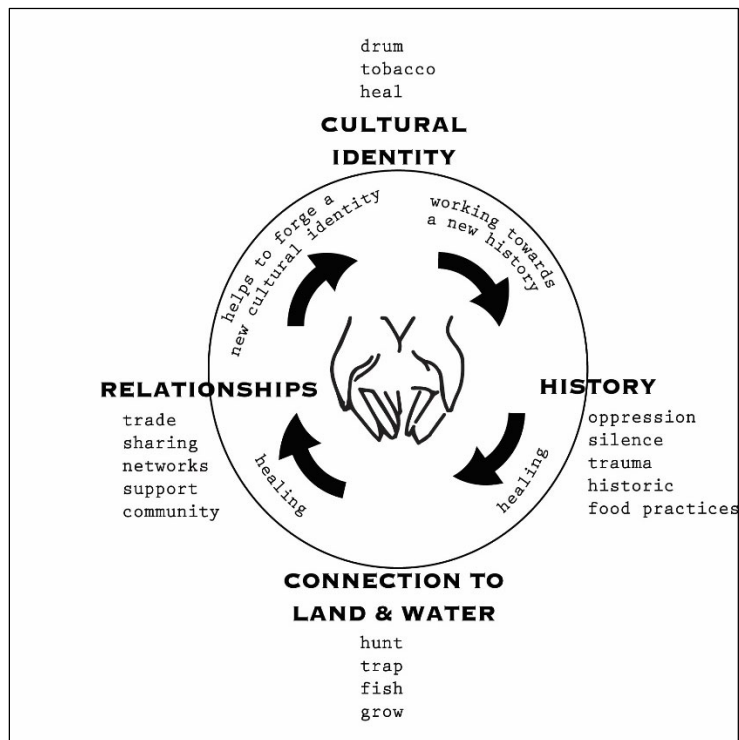 drum
tobacco
heal
CULTURAL
IDENTITY
helps to forge a
new cultural identity
working towards
a new history
RELATIONSHIPS
trade
sharing
networks
support
community
HISTORY
oppression
silence
trauma
historic
food practices
healing
healing
CONNECTION TO
LAND & WATER
hunt
trap
fish
grow